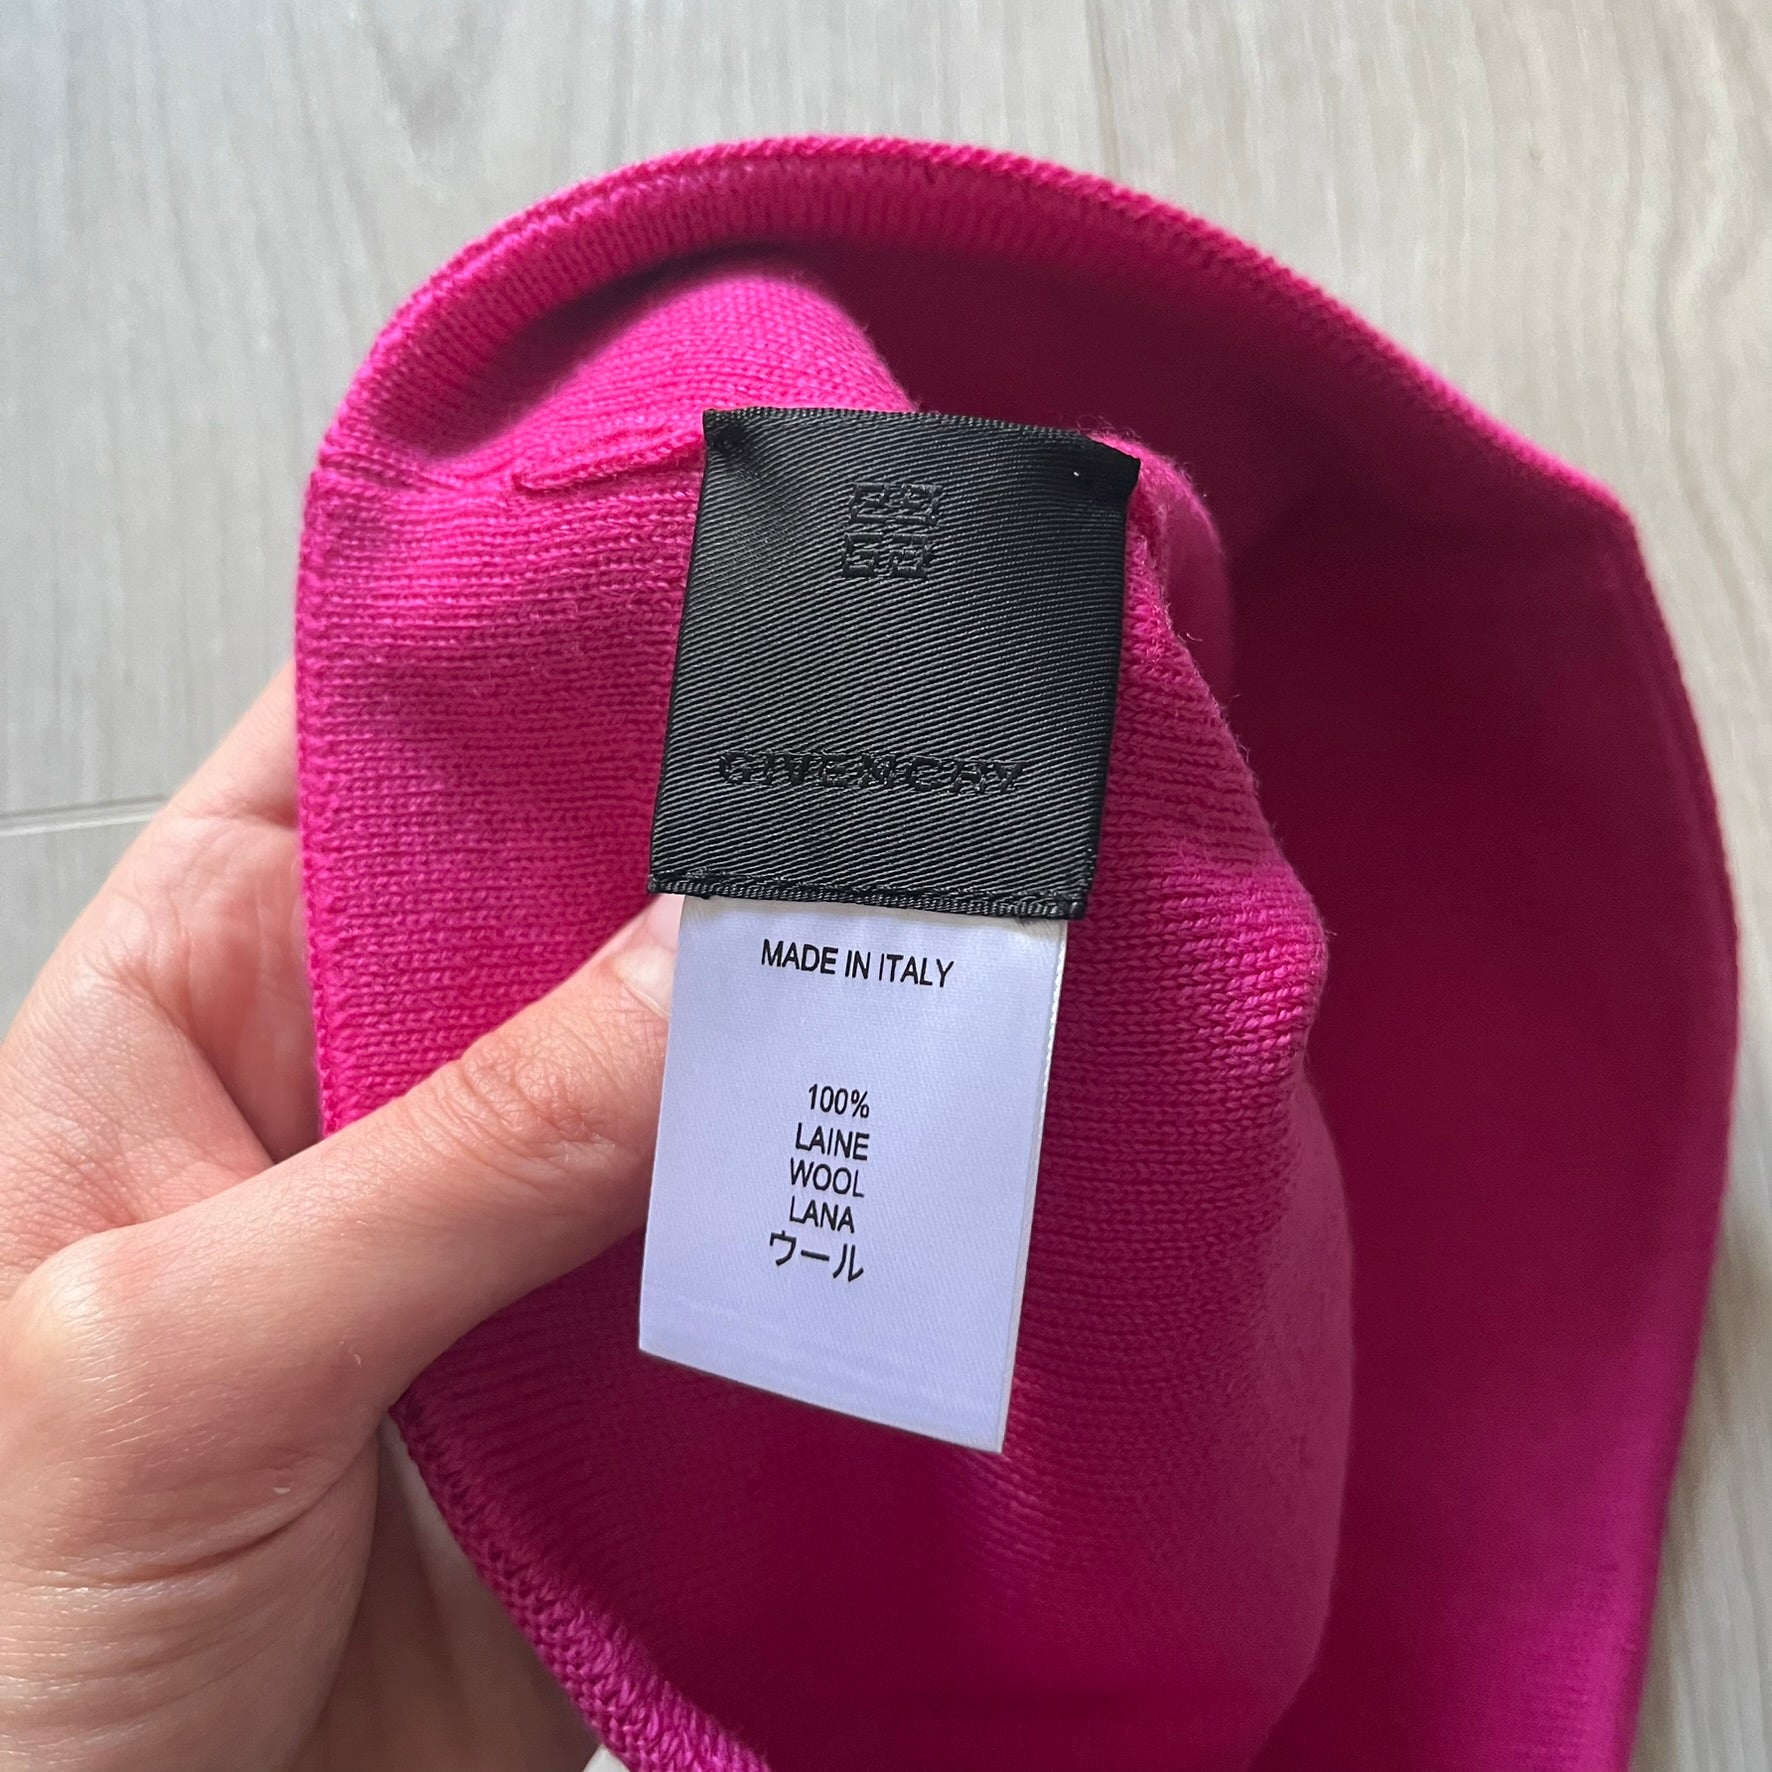 GIVENCHY
MADE IN ITALY
100%
LAINE
WOOL
LANA
ウール